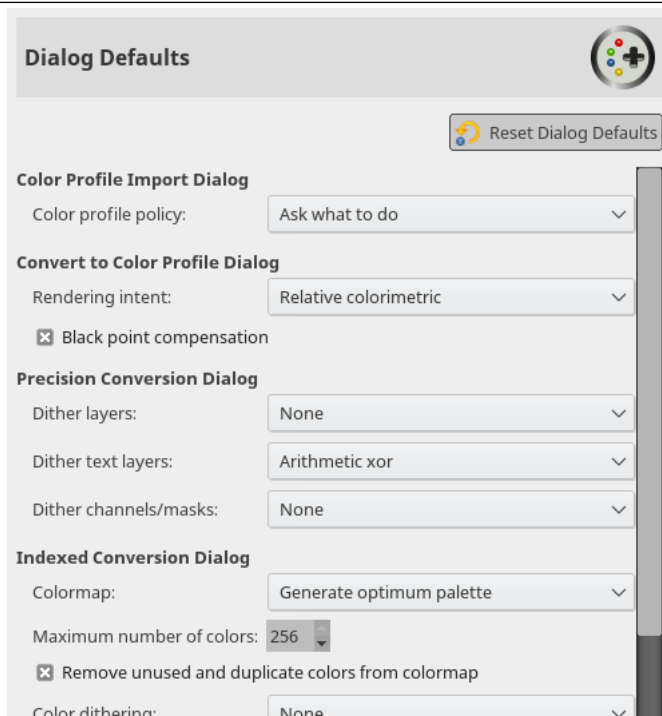 Dialog Defaults
Reset Dialog Defaults
Color Profile Import Dialog
Color profile policy: Ask what to do
Convert to Color Profile Dialog
Rendering intent: Relative colorimetric
Black point compensation
Precision Conversion Dialog
Dither layers: None
Dither text layers: Arithmetic xor
Dither channels/masks: None
Indexed Conversion Dialog
Colormap: Generate optimum palette
Maximum number of colors: 256
Remove unused and duplicate colors from colormap
Color dithering: None